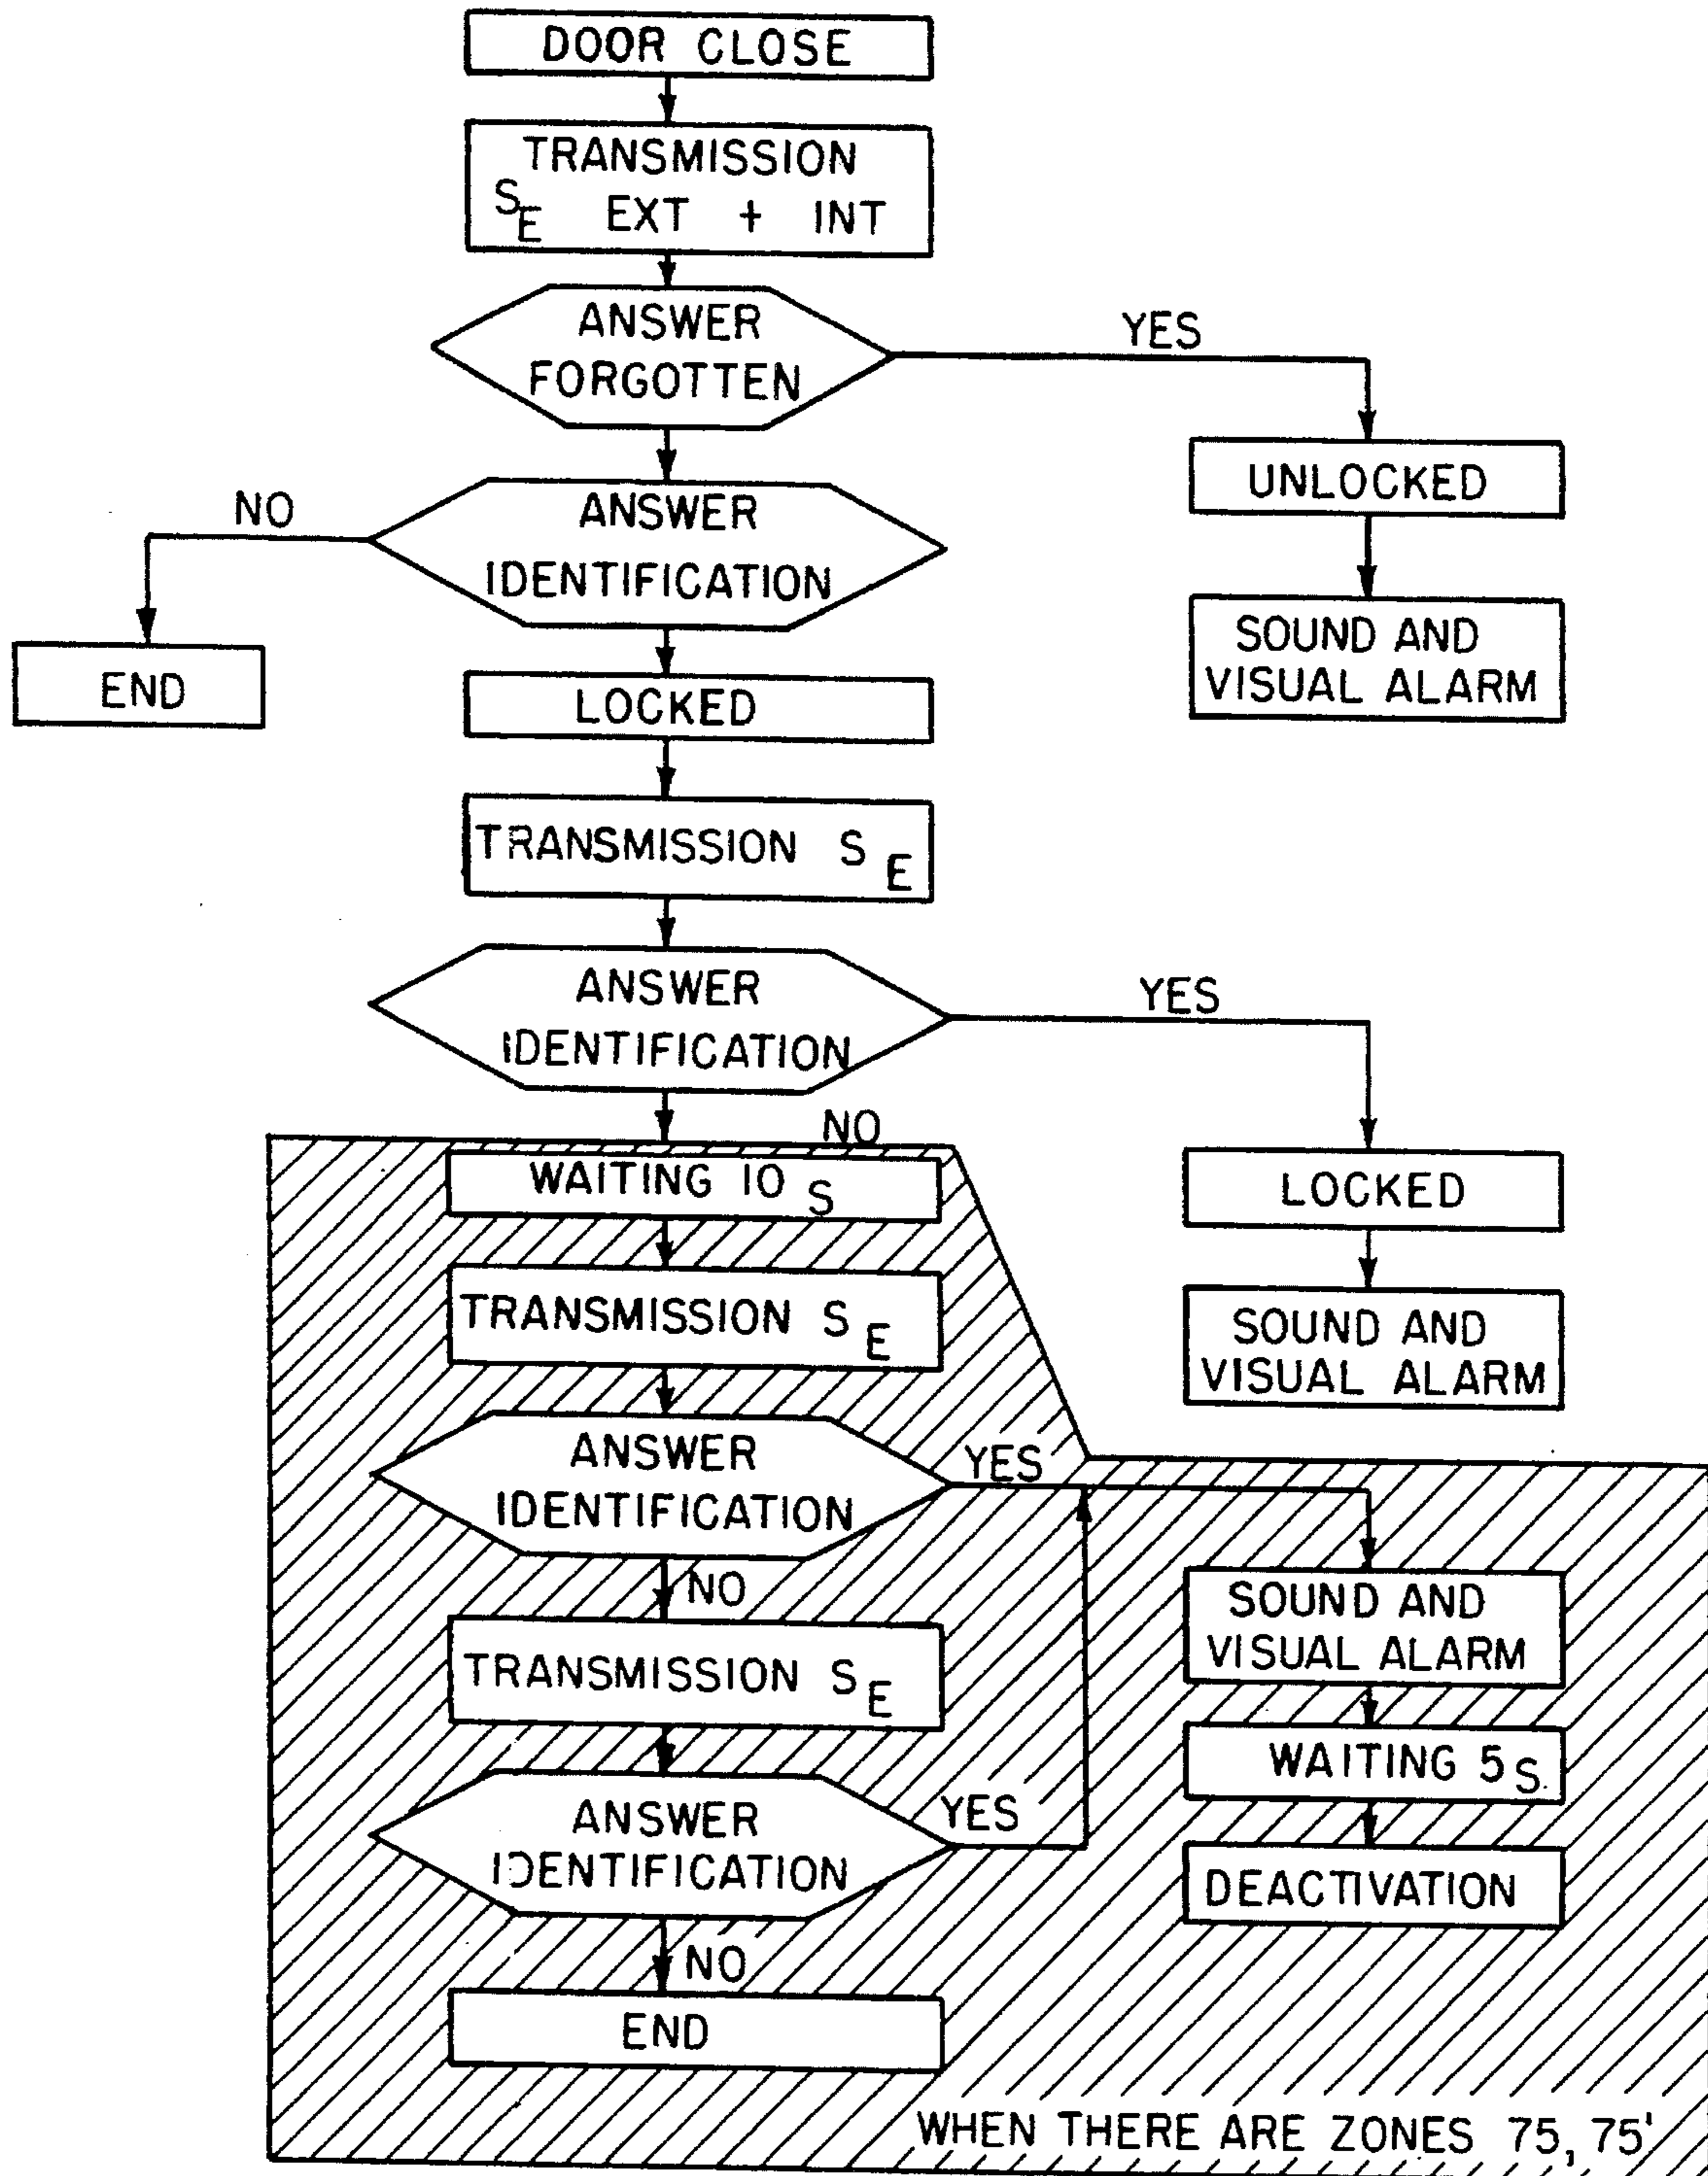 DOOR CLOSE
TRANSMISSION
SE EXT + INT
ANSWER
FORGOTTEN
YES
UNLOCKED
SOUND AND
VISUAL ALARM
ANSWER
IDENTIFICATION
NO
END
LOCKED
TRANSMISSION SE
ANSWER
IDENTIFICATION
YES
LOCKED
SOUND AND
VISUAL ALARM
NO
WAITING 10 S
TRANSMISSION SE
ANSWER
IDENTIFICATION
YES
SOUND AND
VISUAL ALARM
WAITING 5S
DEACTIVATION
NO
TRANSMISSION SE
ANSWER
IDENTIFICATION
YES
NO
END
WHEN THERE ARE ZONES 75, 75'